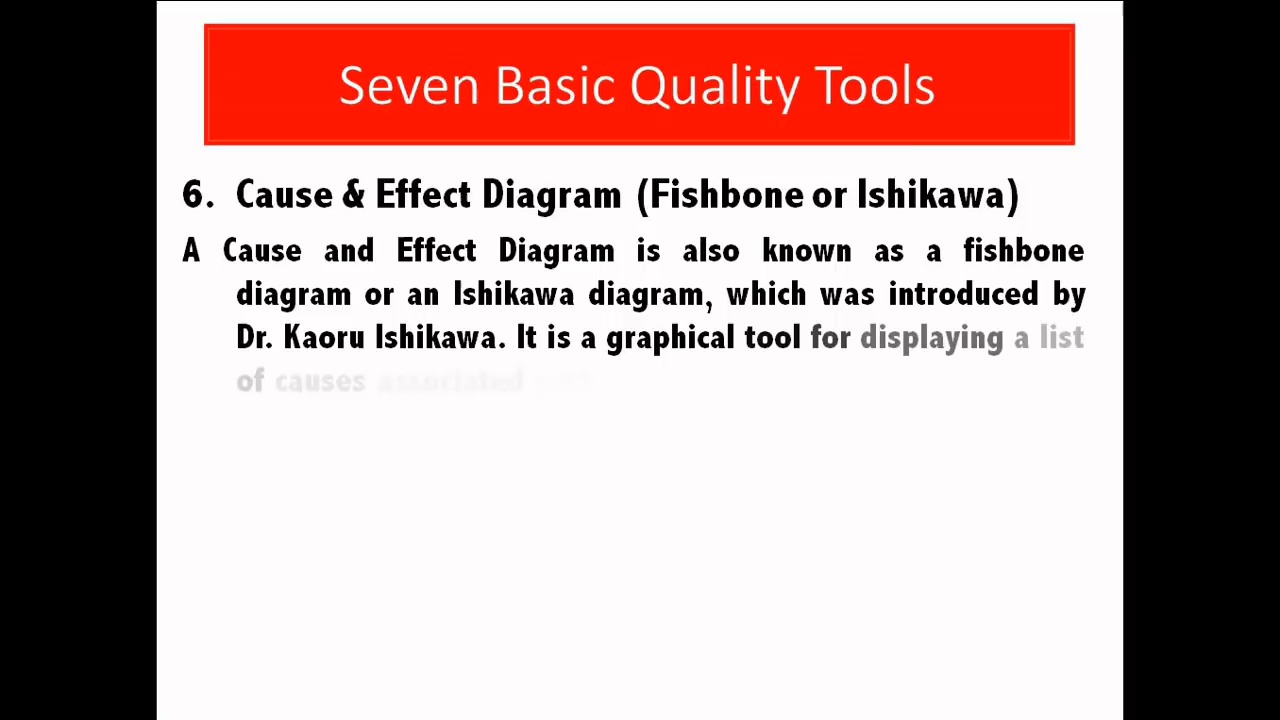 Seven Basic Quality Tools
6. Cause & Effect Diagram (Fishbone or Ishikawa)
A Cause and Effect Diagram is also known as a fishbone
diagram or an Ishikawa diagram, which was introduced by
Dr. Kaoru Ishikawa. It is a graphical tool for displaying a list
of causes associated